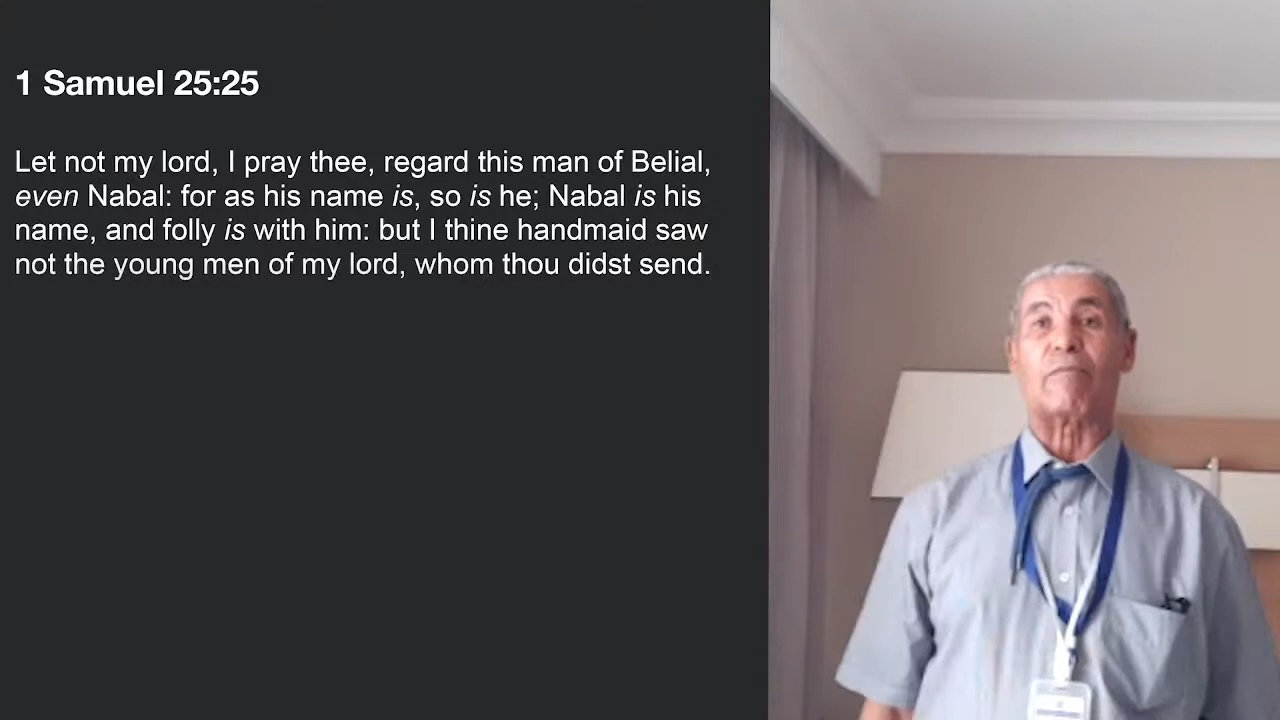 1 Samuel 25:25
Let not my lord, I pray thee, regard this man of Belial,
even Nabal: for as his name is, so is he; Nabal is his
name, and folly is with him: but I thine handmaid saw
not the young men of my lord, whom thou didst send.